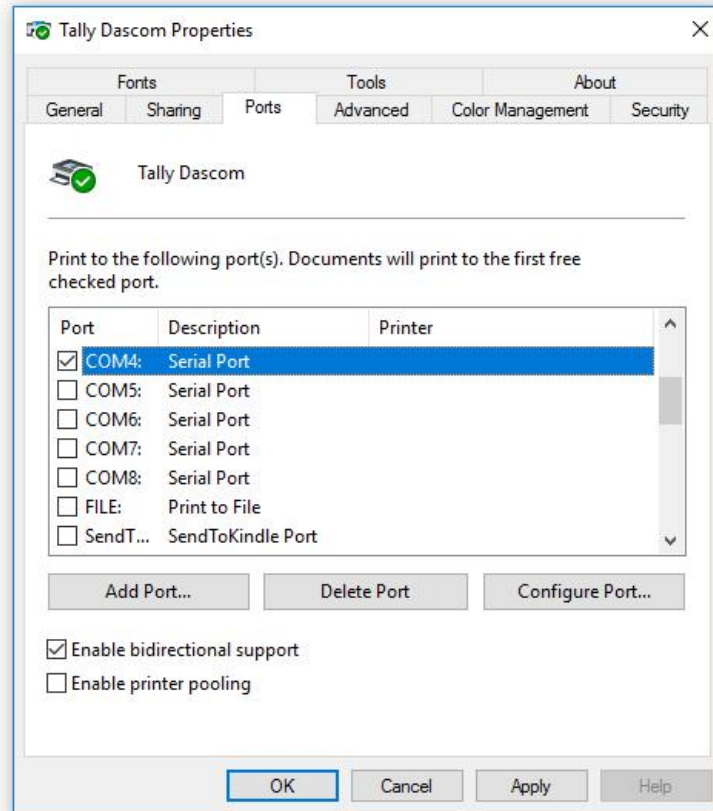 Tally Dascom Properties
Fonts Tools About
General Sharing Ports Advanced Color Management Security
Tally Dascom
Print to the following port(s). Documents will print to the first free
checked port.
Port Description Printer
COM4: Serial Port
COM5: Serial Port
COM6: Serial Port
COM7: Serial Port
COM8: Serial Port
FILE: Print to File
SendT... SendToKindle Port
Add Port... Delete Port Configure Port...
Enable bidirectional support
Enable printer pooling
OK Cancel Apply Help